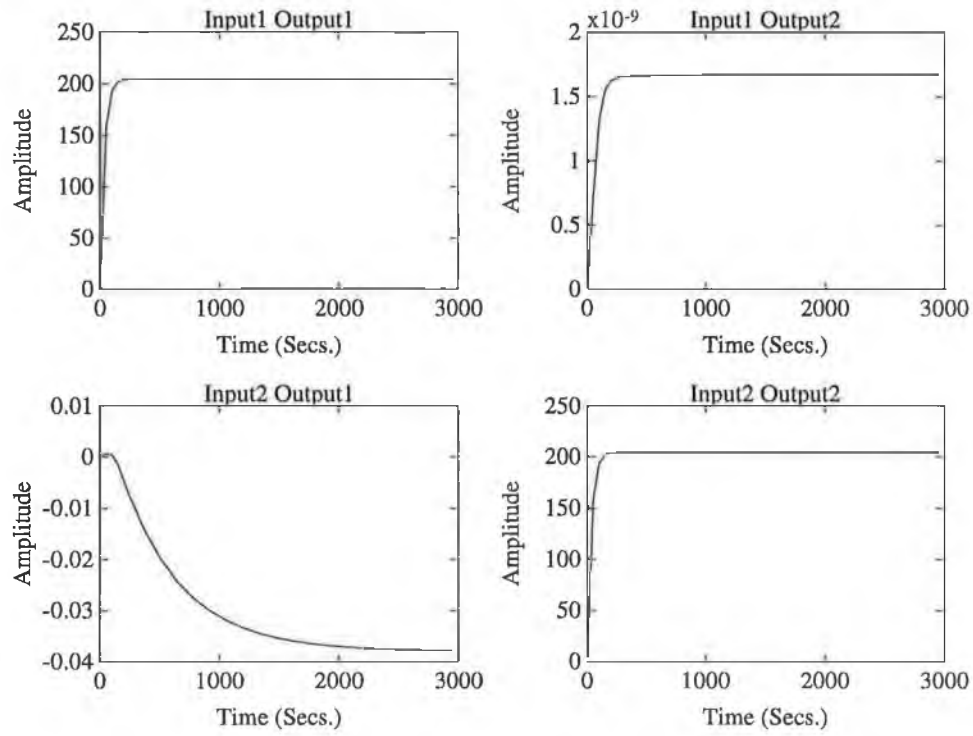 Input1 Output1
250
200
150
100
50
0
Amplitude
0 1000 2000 3000
Time (Secs.)
x10-9
Input1 Output2
2
1.5
1
0.5
0
Amplitude
0 1000 2000 3000
Time (Secs.)
Input2 Output1
0.01
0
-0.01
-0.02
-0.03
-0.04
Amplitude
0 1000 2000 3000
Time (Secs.)
Input2 Output2
250
200
150
100
50
0
Amplitude
0 1000 2000 3000
Time (Secs.)